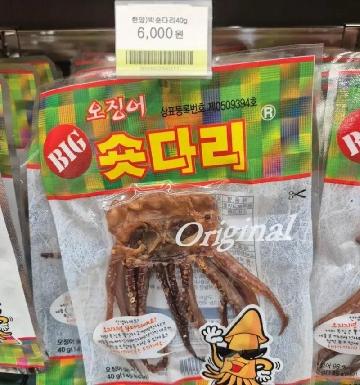 한양)빅숏다리40g
6,000원
오징어
상표등록번호 제0509394호
BIG
숏다리
®
Original